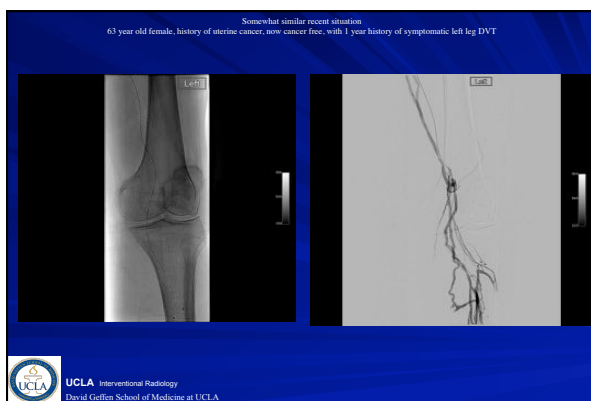 Somewhat similar recent situation
63 year old female, history of uterine cancer, now cancer free, with 1 year history of symptomatic left leg DVT
Left
Left
UCLA
UCLA Interventional Radiology
David Geffen School of Medicine at UCLA